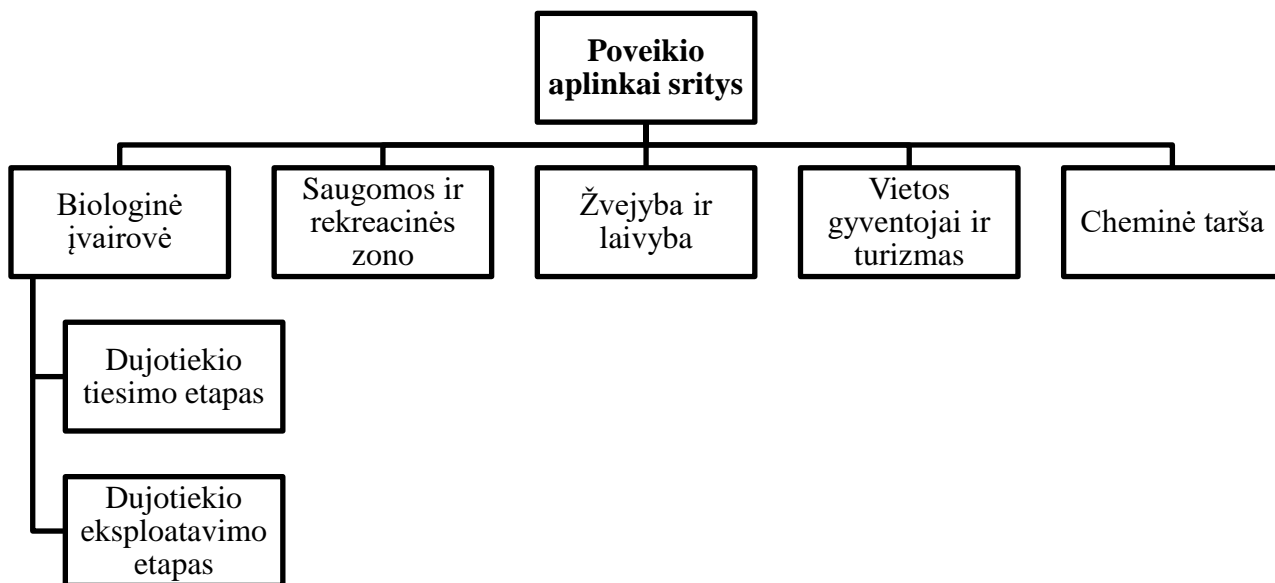 Poveikio
aplinkai sritys
Biologinė
įvairovė
Saugomos ir
rekreacinės
zono
Žvejyba ir
laivyba
Vietos
gyventojai ir
turizmas
Cheminė tarša
Dujotiekio
tiesimo etapas
Dujotiekio
eksploatavimo
etapas